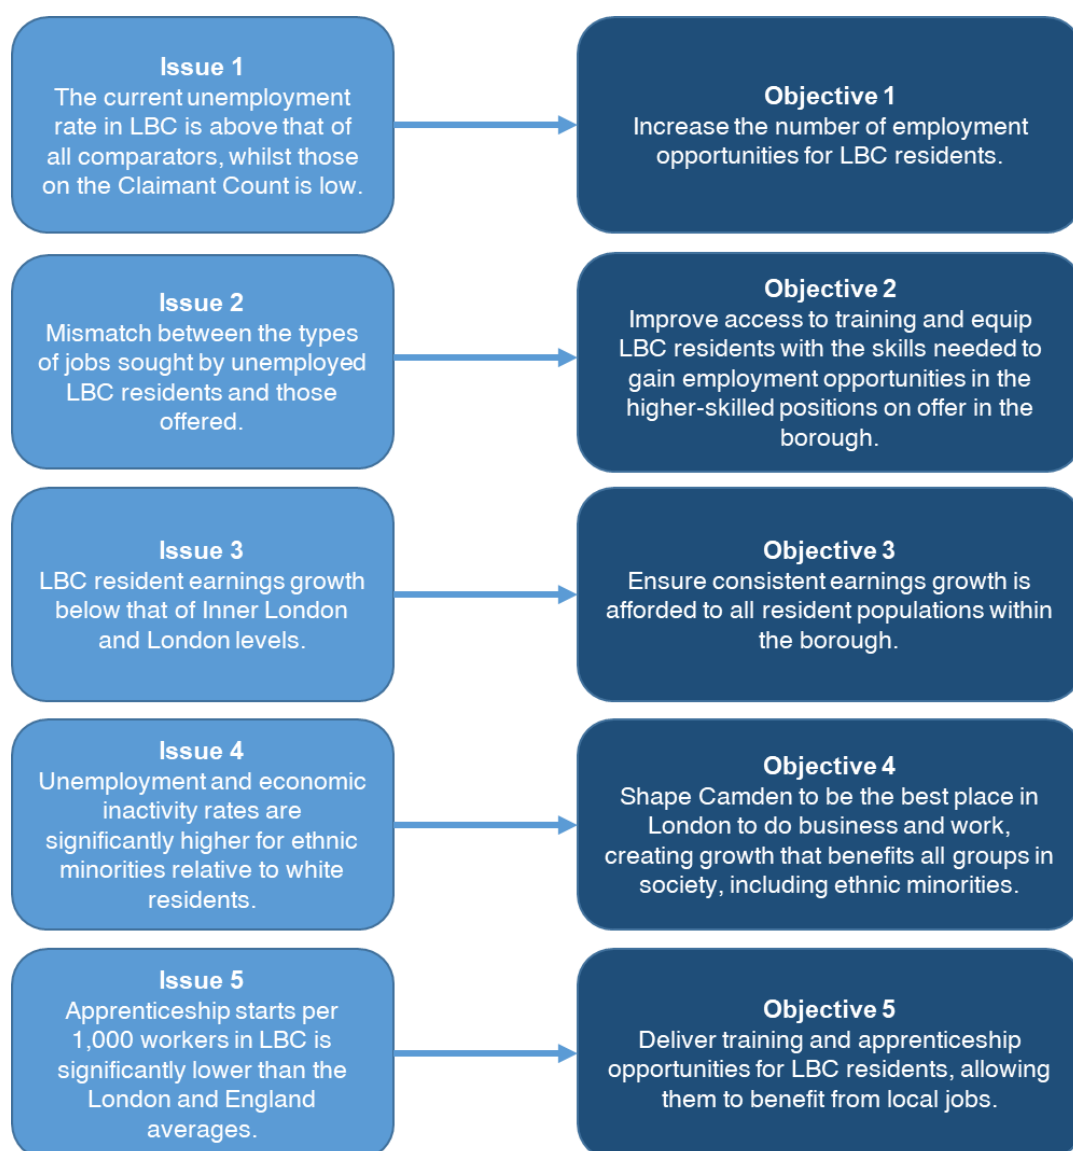 Issue 1
The current unemployment
rate in LBC is above that of
all comparators, whilst those
on the Claimant Count is low.
Objective 1
Increase the number of employment
opportunities for LBC residents.
Issue 2
Mismatch between the types
of jobs sought by unemployed
LBC residents and those
offered.
Objective 2
Improve access to training and equip
LBC residents with the skills needed to
gain employment opportunities in the
higher-skilled positions on offer in the
borough.
Issue 3
LBC resident earnings growth
below that of Inner London
and London levels.
Objective 3
Ensure consistent earnings growth is
afforded to all resident populations within
the borough.
Issue 4
Unemployment and economic
inactivity rates are
significantly higher for ethnic
minorities relative to white
residents.
Objective 4
Shape Camden to be the best place in
London to do business and work,
creating growth that benefits all groups in
society, including ethnic minorities.
Issue 5
Apprenticeship starts per
1,000 workers in LBC is
significantly lower than the
London and England
averages.
Objective 5
Deliver training and apprenticeship
opportunities for LBC residents, allowing
them to benefit from local jobs.